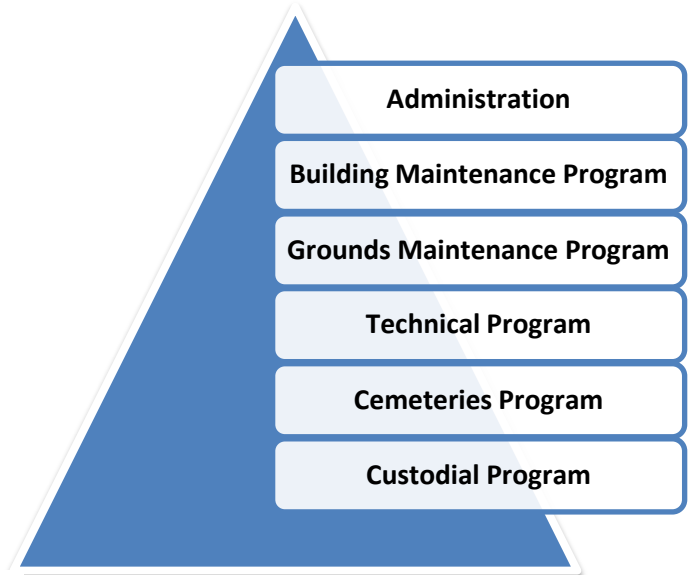 Administration
Building Maintenance Program
Grounds Maintenance Program
Technical Program
Cemeteries Program
Custodial Program